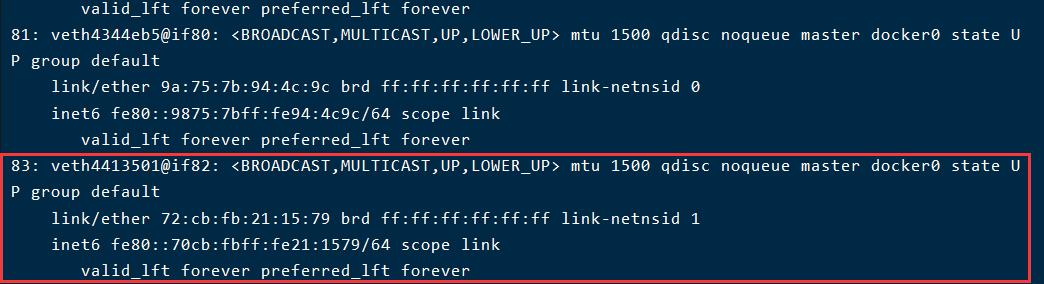 valid_lft forever preferred_lft forever
81: veth4344eb5@if80: <BROADCAST,MULTICAST,UP,LOWER_UP> mtu 1500 qdisc noqueue master docker0 state U
P group default
link/ether 9a:75:7b:94:4c:9c brd ff:ff:ff:ff:ff:ff link-netnsid 0
inet6 fe80::9875:7bff:fe94:4c9c/64 scope link
valid_lft forever preferred_lft forever
83: veth4413501@if82: <BROADCAST,MULTICAST,UP,LOWER_UP> mtu 1500 qdisc noqueue master docker0 state U
P group default
link/ether 72:cb:fb:21:15:79 brd ff:ff:ff:ff:ff:ff link-netnsid 1
inet6 fe80::70cb:fbff:fe21:1579/64 scope link
valid_lft forever preferred_lft forever